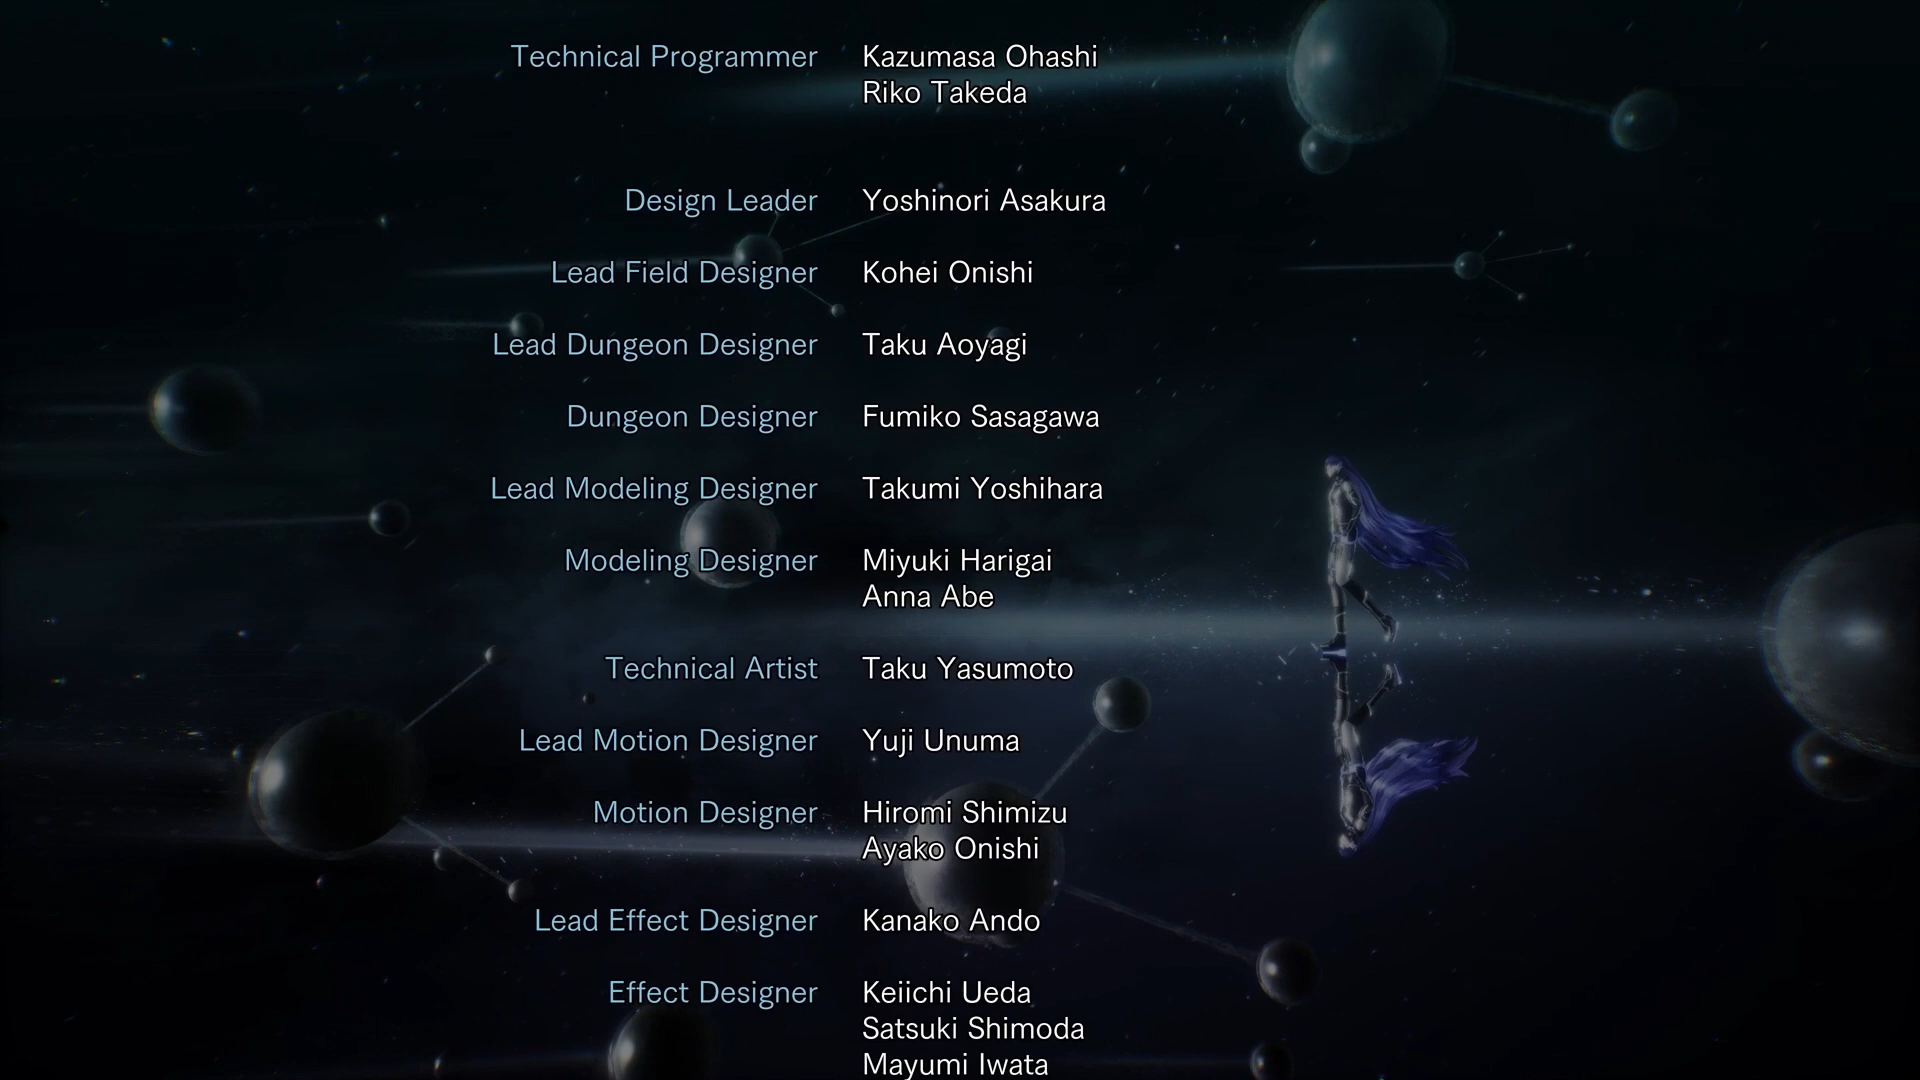 Technical Programmer Kazumasa Ohashi
Riko Takeda
Design Leader Yoshinori Asakura
Lead Field Designer Kohei Onishi
Lead Dungeon Designer Taku Aoyagi
Dungeon Designer Fumiko Sasagawa
Lead Modeling Designer Takumi Yoshihara
Modeling Designer Miyuki Harigai
Anna Abe
Technical Artist Taku Yasumoto
Lead Motion Designer Yuji Unuma
Motion Designer Hiromi Shimizu
Ayako Onishi
Lead Effect Designer Kanako Ando
Effect Designer Keiichi Ueda
Satsuki Shimoda
Mayumi Iwata